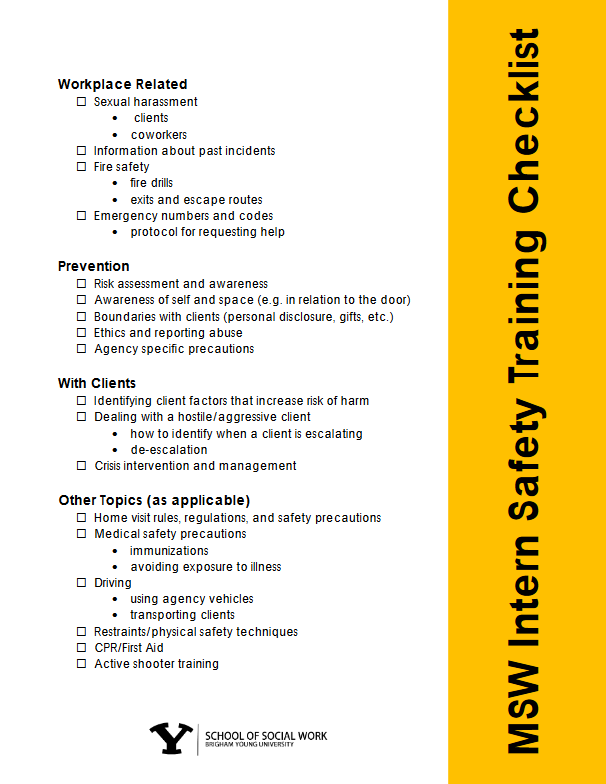 Workplace Related
☐ Sexual harassment
• clients
• coworkers
☐ Information about past incidents
☐ Fire safety
• fire drills
• exits and escape routes
☐ Emergency numbers and codes
• protocol for requesting help
Prevention
☐ Risk assessment and awareness
☐ Awareness of self and space (e.g. in relation to the door)
☐ Boundaries with clients (personal disclosure, gifts, etc.)
☐ Ethics and reporting abuse
☐ Agency specific precautions
With Clients
☐ Identifying client factors that increase risk of harm
☐ Dealing with a hostile/aggressive client
• how to identify when a client is escalating
• de-escalation
☐ Crisis intervention and management
Other Topics (as applicable)
☐ Home visit rules, regulations, and safety precautions
☐ Medical safety precautions
• immunizations
• avoiding exposure to illness
☐ Driving
• using agency vehicles
• transporting clients
☐ Restraints/physical safety techniques
☐ CPR/First Aid
☐ Active shooter training
Y
SCHOOL OF SOCIAL WORK
BRIGHAM YOUNG UNIVERSITY
MSW Intern Safety Training Checklist